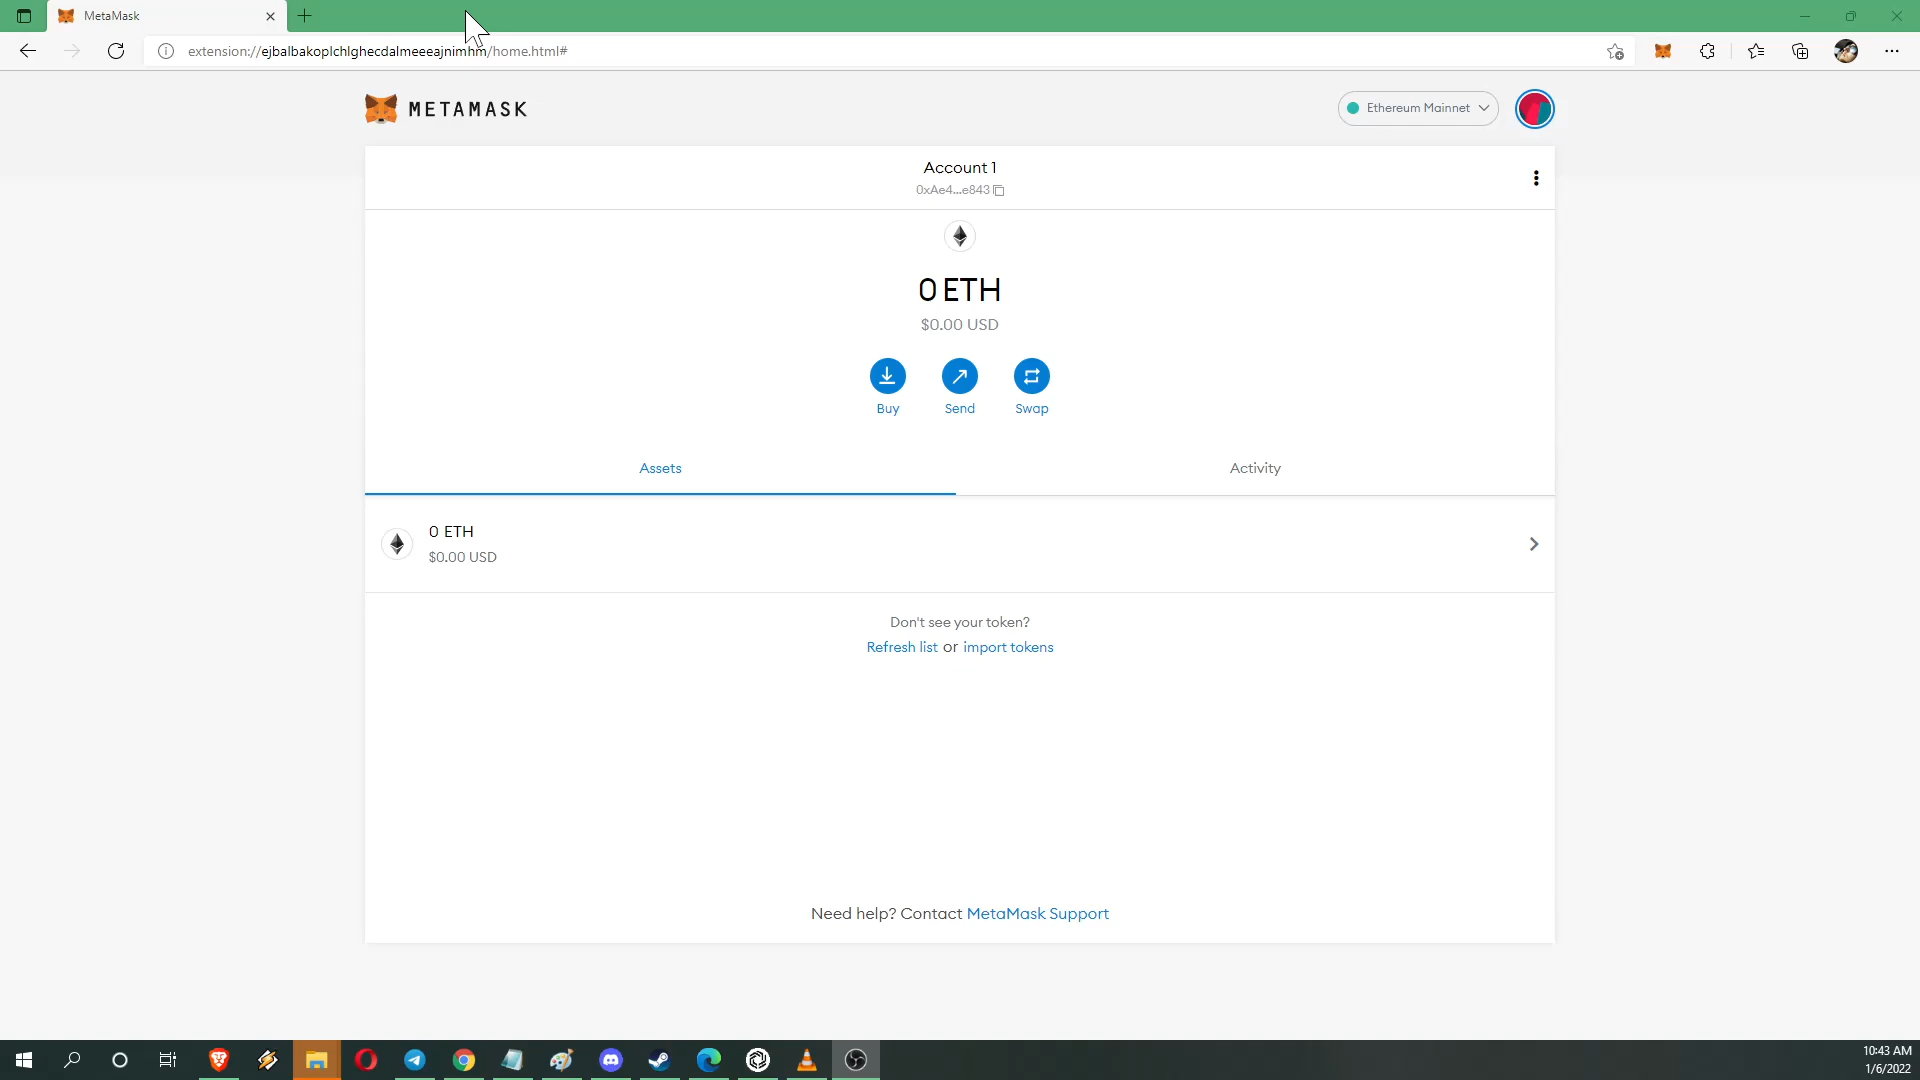 MetaMask
extension://ejbalbakoplchlghecdalmeeeajnimhm/home.html#
METAMASK
Ethereum Mainnet
Account 1
0xAe4...e843
0 ETH
$0.00 USD
Buy
Send
Swap
Assets
Activity
0 ETH
$0.00 USD
Don't see your token?
Refresh list or import tokens
Need help? Contact MetaMask Support
10:43 AM
1/6/2022